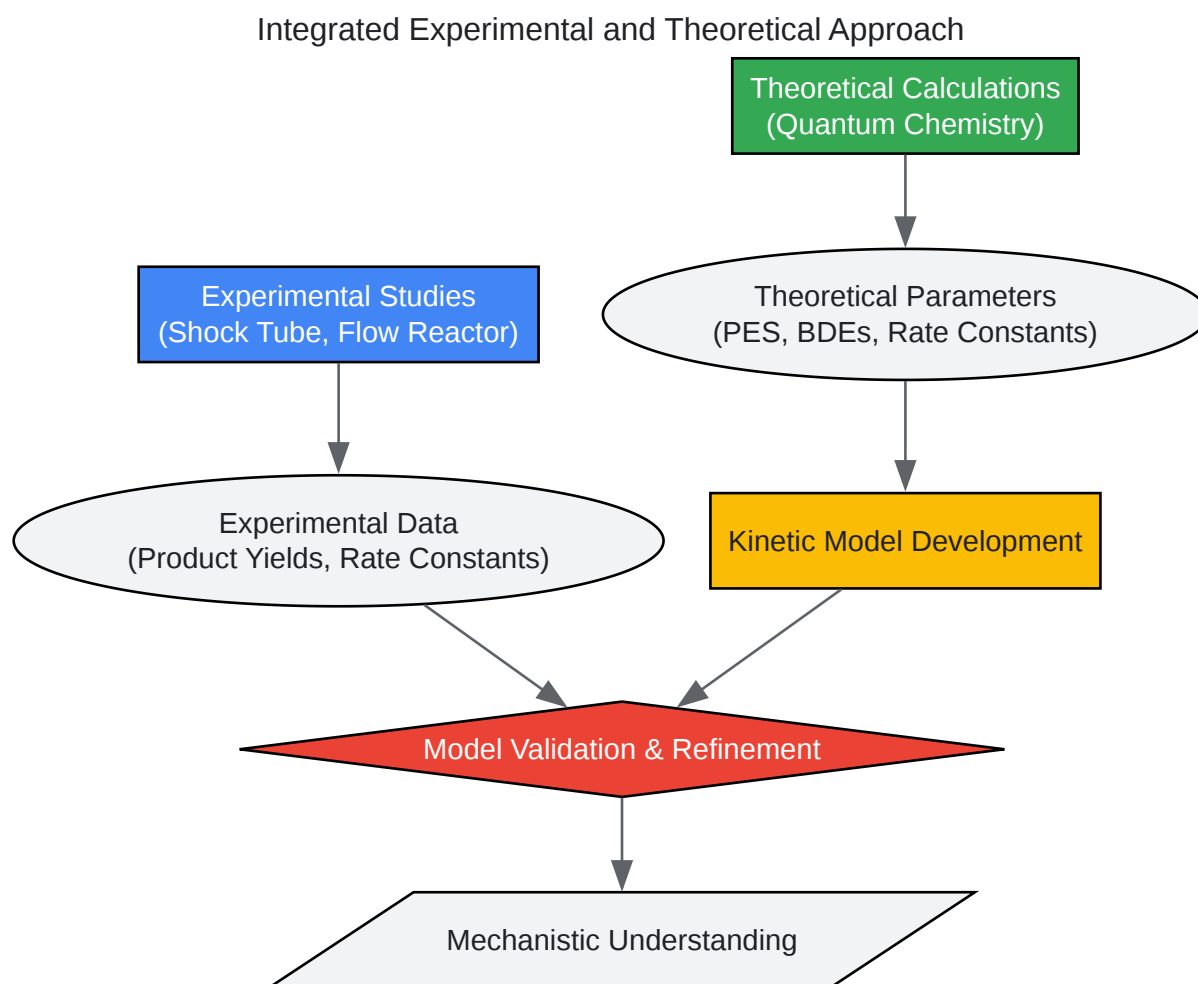 Integrated Experimental and Theoretical Approach
Theoretical Calculations
(Quantum Chemistry)
Experimental Studies
(Shock Tube, Flow Reactor)
Theoretical Parameters
(PES, BDEs, Rate Constants)
Experimental Data
(Product Yields, Rate Constants)
Kinetic Model Development
Model Validation & Refinement
Mechanistic Understanding